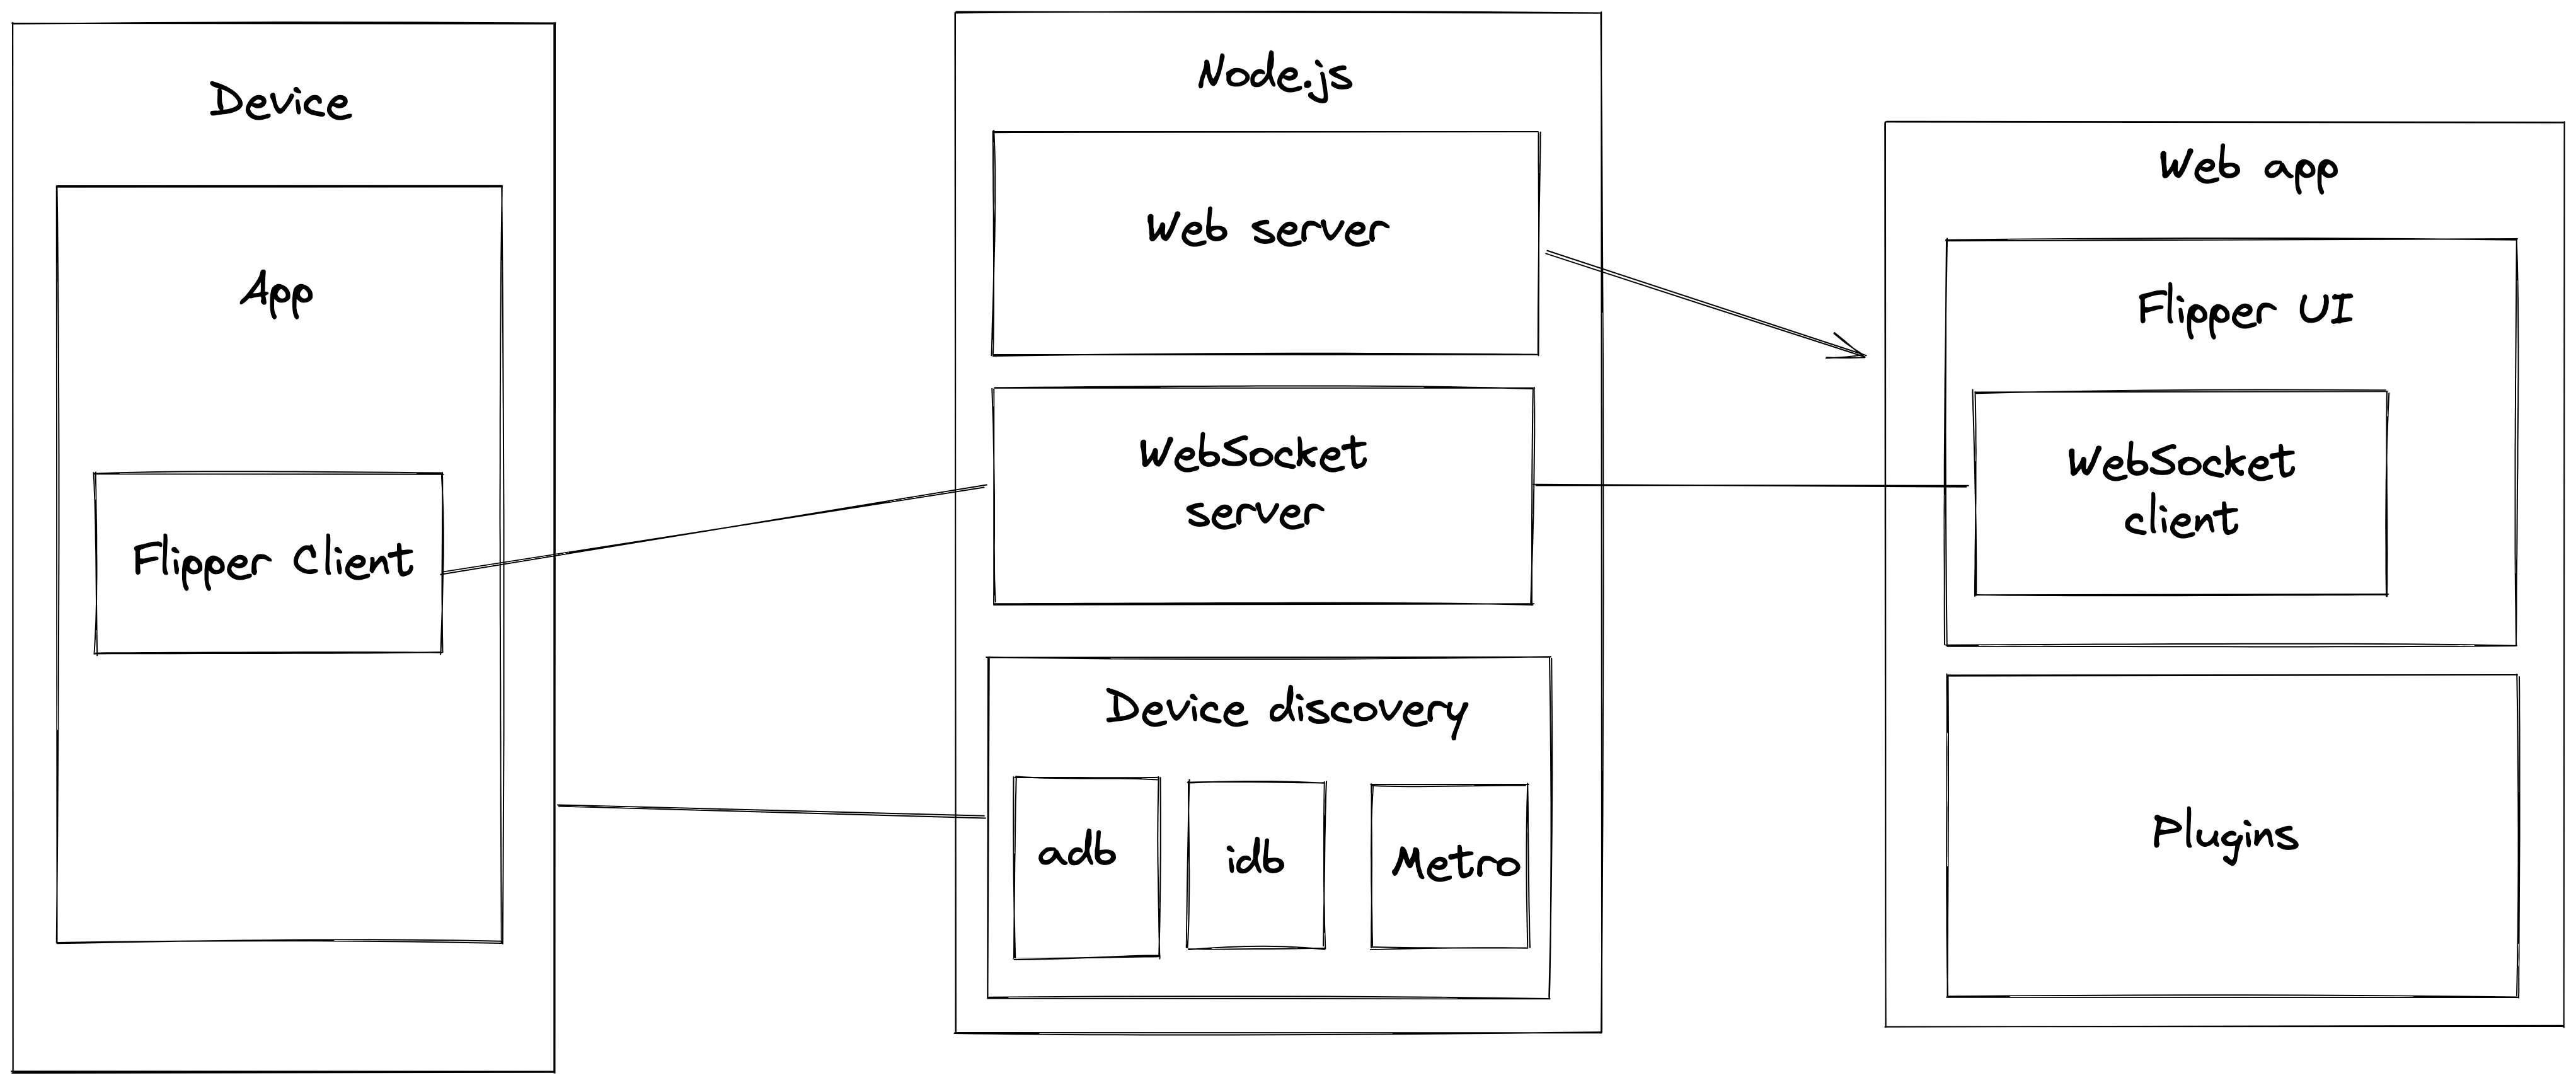 Device
App
Flipper Client
Node.js
Web server
WebSocket
server
Device discovery
adb
idb
Metro
Web app
Flipper UI
WebSocket
client
Plugins